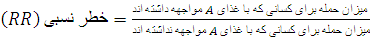 خطر نسبی (RR) = میزان حمله برای کسانی که با غذای A مواجهه داشته اند
میزان حمله برای کسانی که با غذای A مواجهه نداشته اند